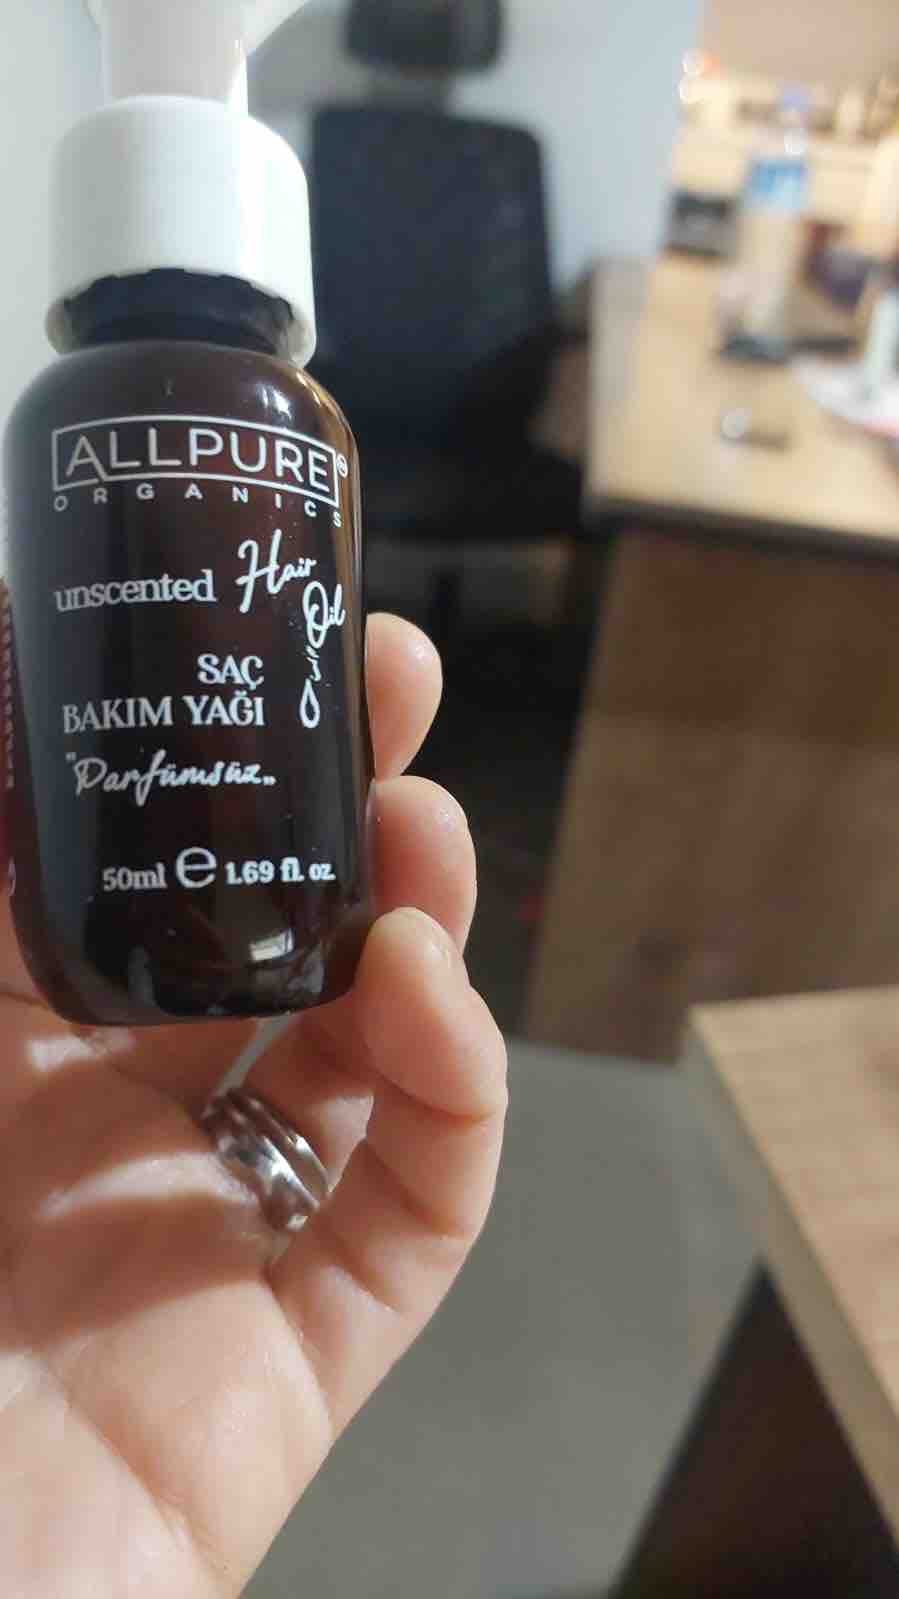 ALLPURE
ORGANICS
unscented Hair
Oil
SAÇ
BAKIM YAĞI
"Parfümsüz"
50ml ℮ 1.69 fl. oz.